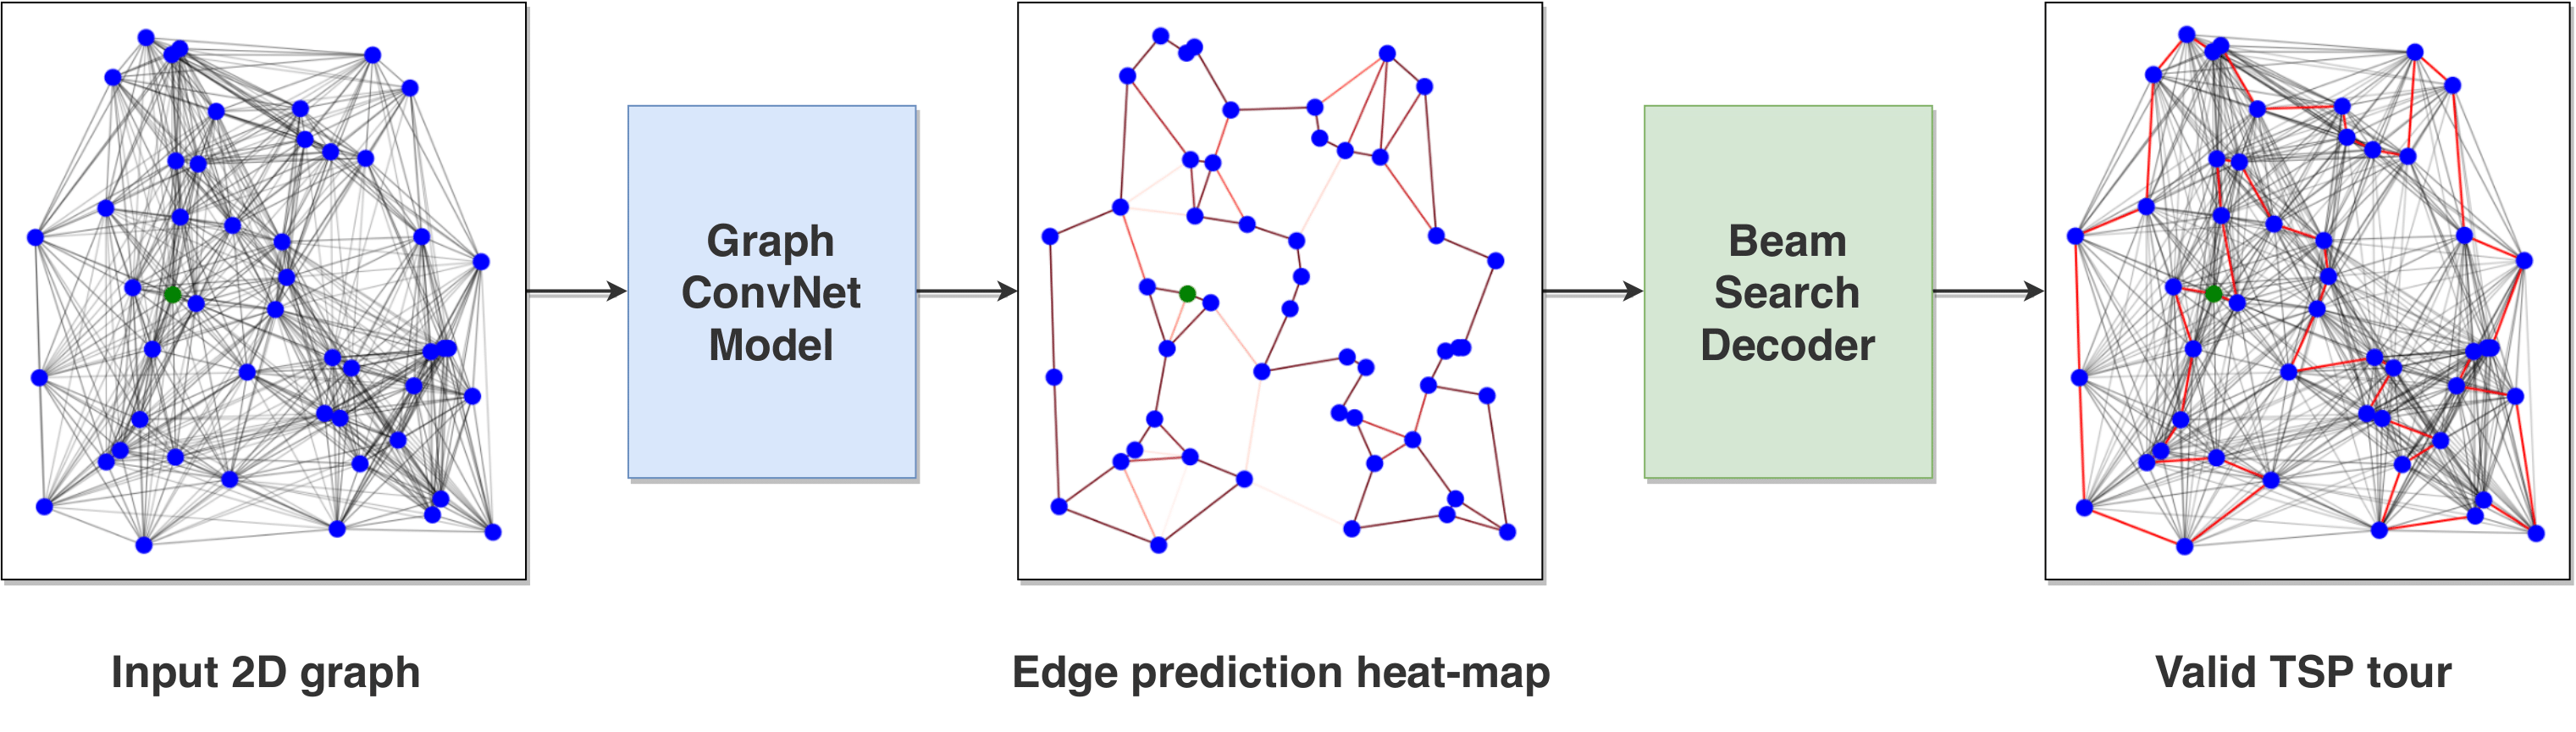 Graph
ConvNet
Model
Beam
Search
Decoder
Input 2D graph
Edge prediction heat-map
Valid TSP tour